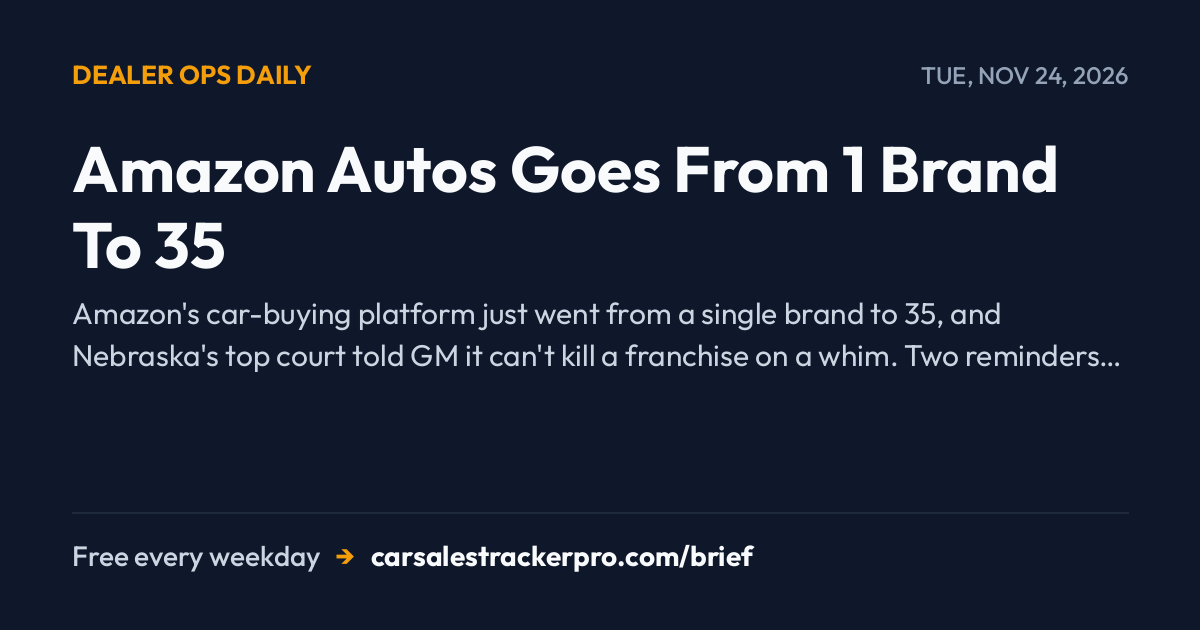 DEALER OPS DAILY
TUE, NOV 24, 2026
Amazon Autos Goes From 1 Brand
To 35
Amazon's car-buying platform just went from a single brand to 35, and
Nebraska's top court told GM it can't kill a franchise on a whim. Two reminders...
Free every weekday → carsalestrackerpro.com/brief